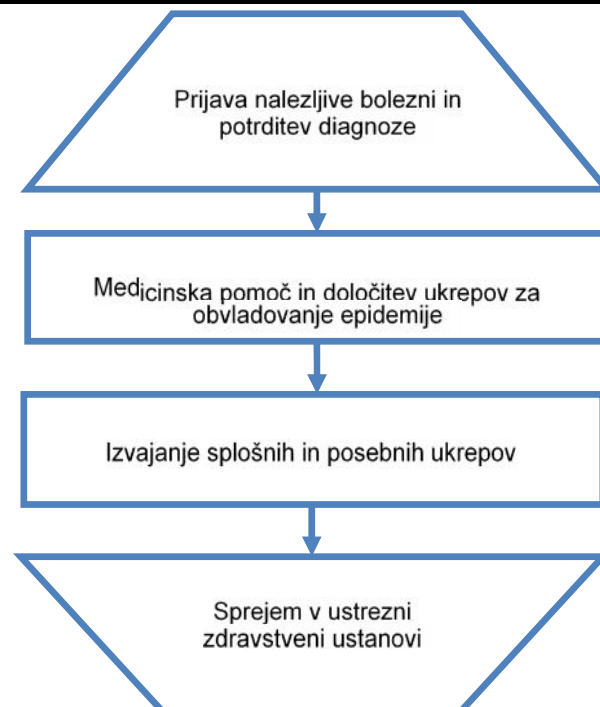 Prijava nalezljive bolezni in
potrditev diagnoze
Medicinska pomoč in določitev ukrepov za
obvladovanje epidemije
Izvajanje splošnih in posebnih ukrepov
Sprejem v ustrezni
zdravstveni ustanovi